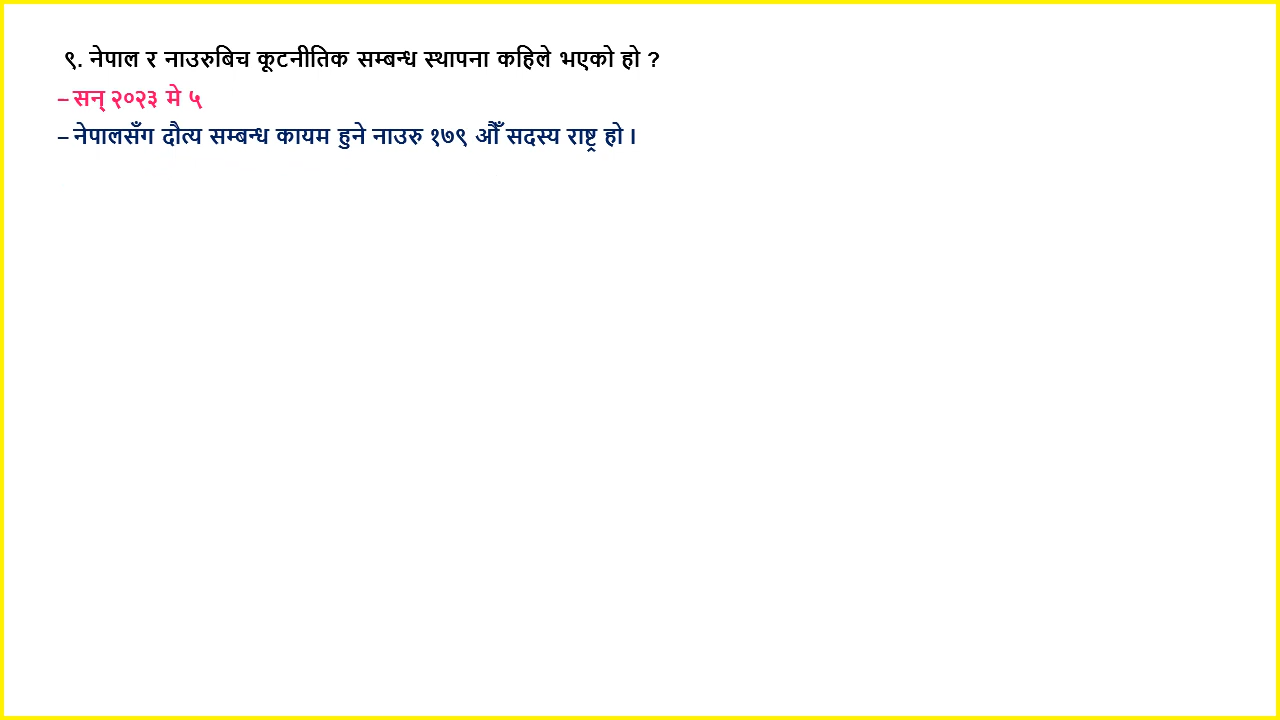 ९. नेपाल र नाउरुबिच कूटनीतिक सम्बन्ध स्थापना कहिले भएको हो ?
– सन् २०२३ मे ५
– नेपालसँग दौत्य सम्बन्ध कायम हुने नाउरु १७९ औँ सदस्य राष्ट्र हो ।